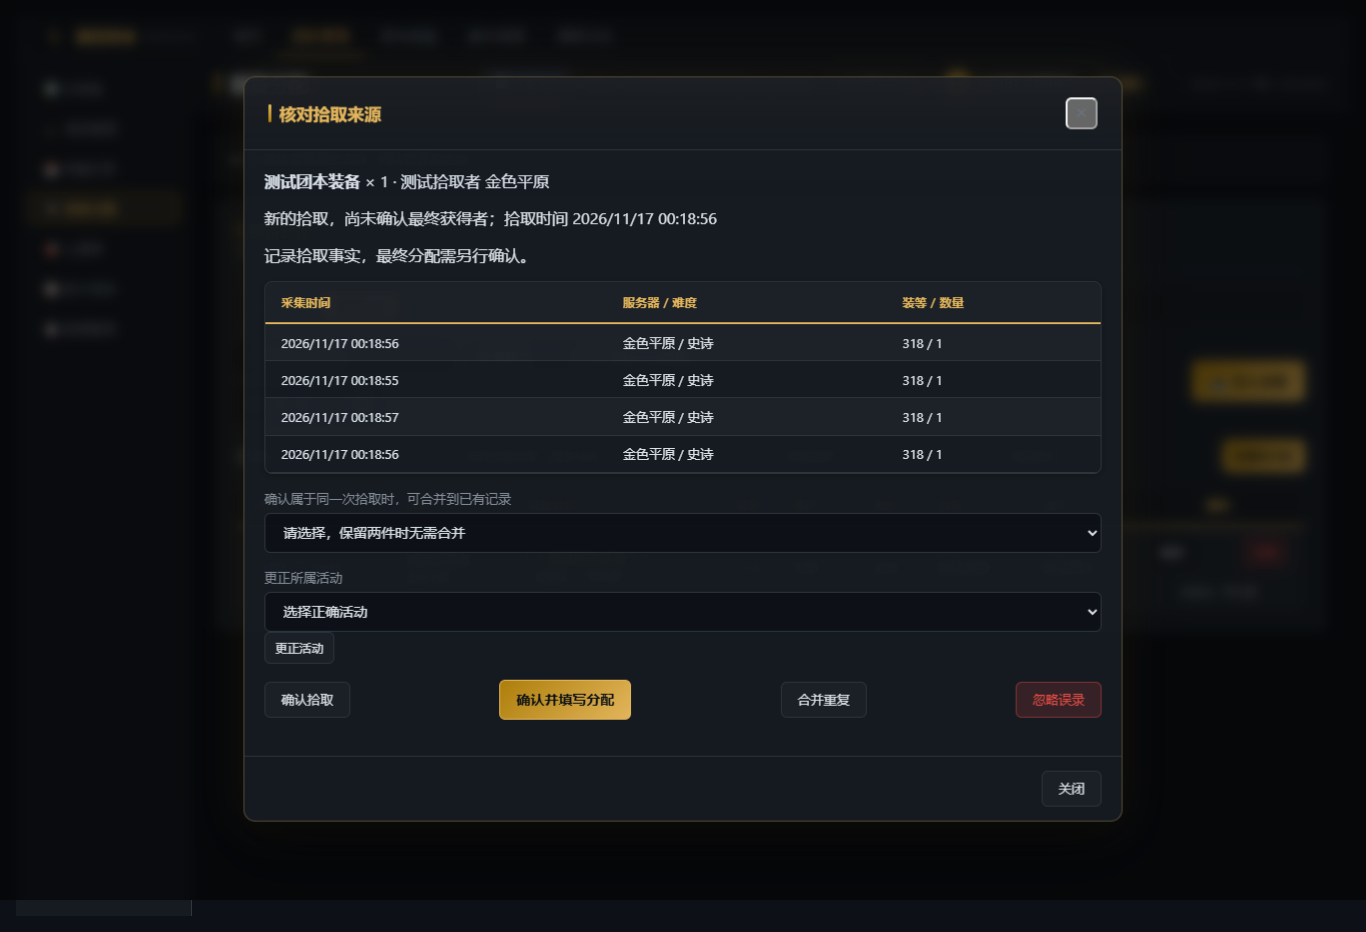 核对拾取来源
测试团本装备 × 1 · 测试拾取者 金色平原
新的拾取，尚未确认最终获得者；拾取时间 2026/11/17 00:18:56
记录拾取事实，最终分配需另行确认。
采集时间 服务器 / 难度 装等 / 数量
2026/11/17 00:18:56 金色平原 / 史诗 318 / 1
2026/11/17 00:18:55 金色平原 / 史诗 318 / 1
2026/11/17 00:18:57 金色平原 / 史诗 318 / 1
2026/11/17 00:18:56 金色平原 / 史诗 318 / 1
确认属于同一次拾取时，可合并到已有记录
请选择，保留两件时无需合并
更正所属活动
选择正确活动
更正活动
确认拾取 确认并填写分配 合并重复 忽略误录
关闭